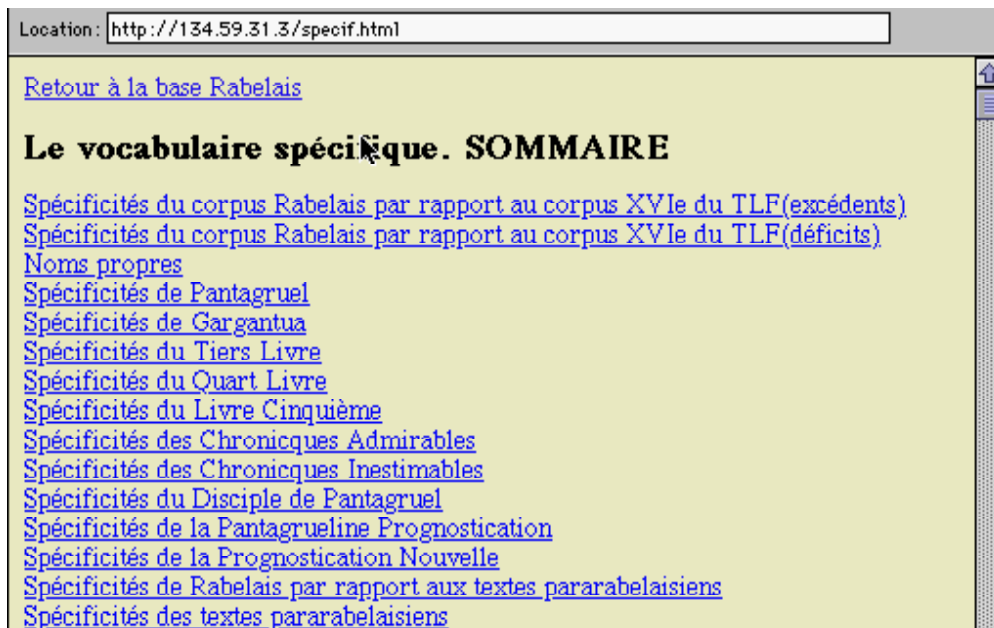 Location: http://134.59.31.3/specif.html
Retour à la base Rabelais
Le vocabulaire spécifique. SOMMAIRE
Spécificités du corpus Rabelais par rapport au corpus XVIe du TLF(excédents)
Spécificités du corpus Rabelais par rapport au corpus XVIe du TLF(déficits)
Noms propres
Spécificités de Pantagruel
Spécificités de Gargantua
Spécificités du Tiers Livre
Spécificités du Quart Livre
Spécificités du Livre Cinquième
Spécificités des Chronicques Admirables
Spécificités des Chronicques Inestimables
Spécificités du Disciple de Pantagruel
Spécificités de la Pantagrueline Prognostication
Spécificités de la Prognostication Nouvelle
Spécificités de Rabelais par rapport aux textes pararabelaisiens
Spécificités des textes pararabelaisiens